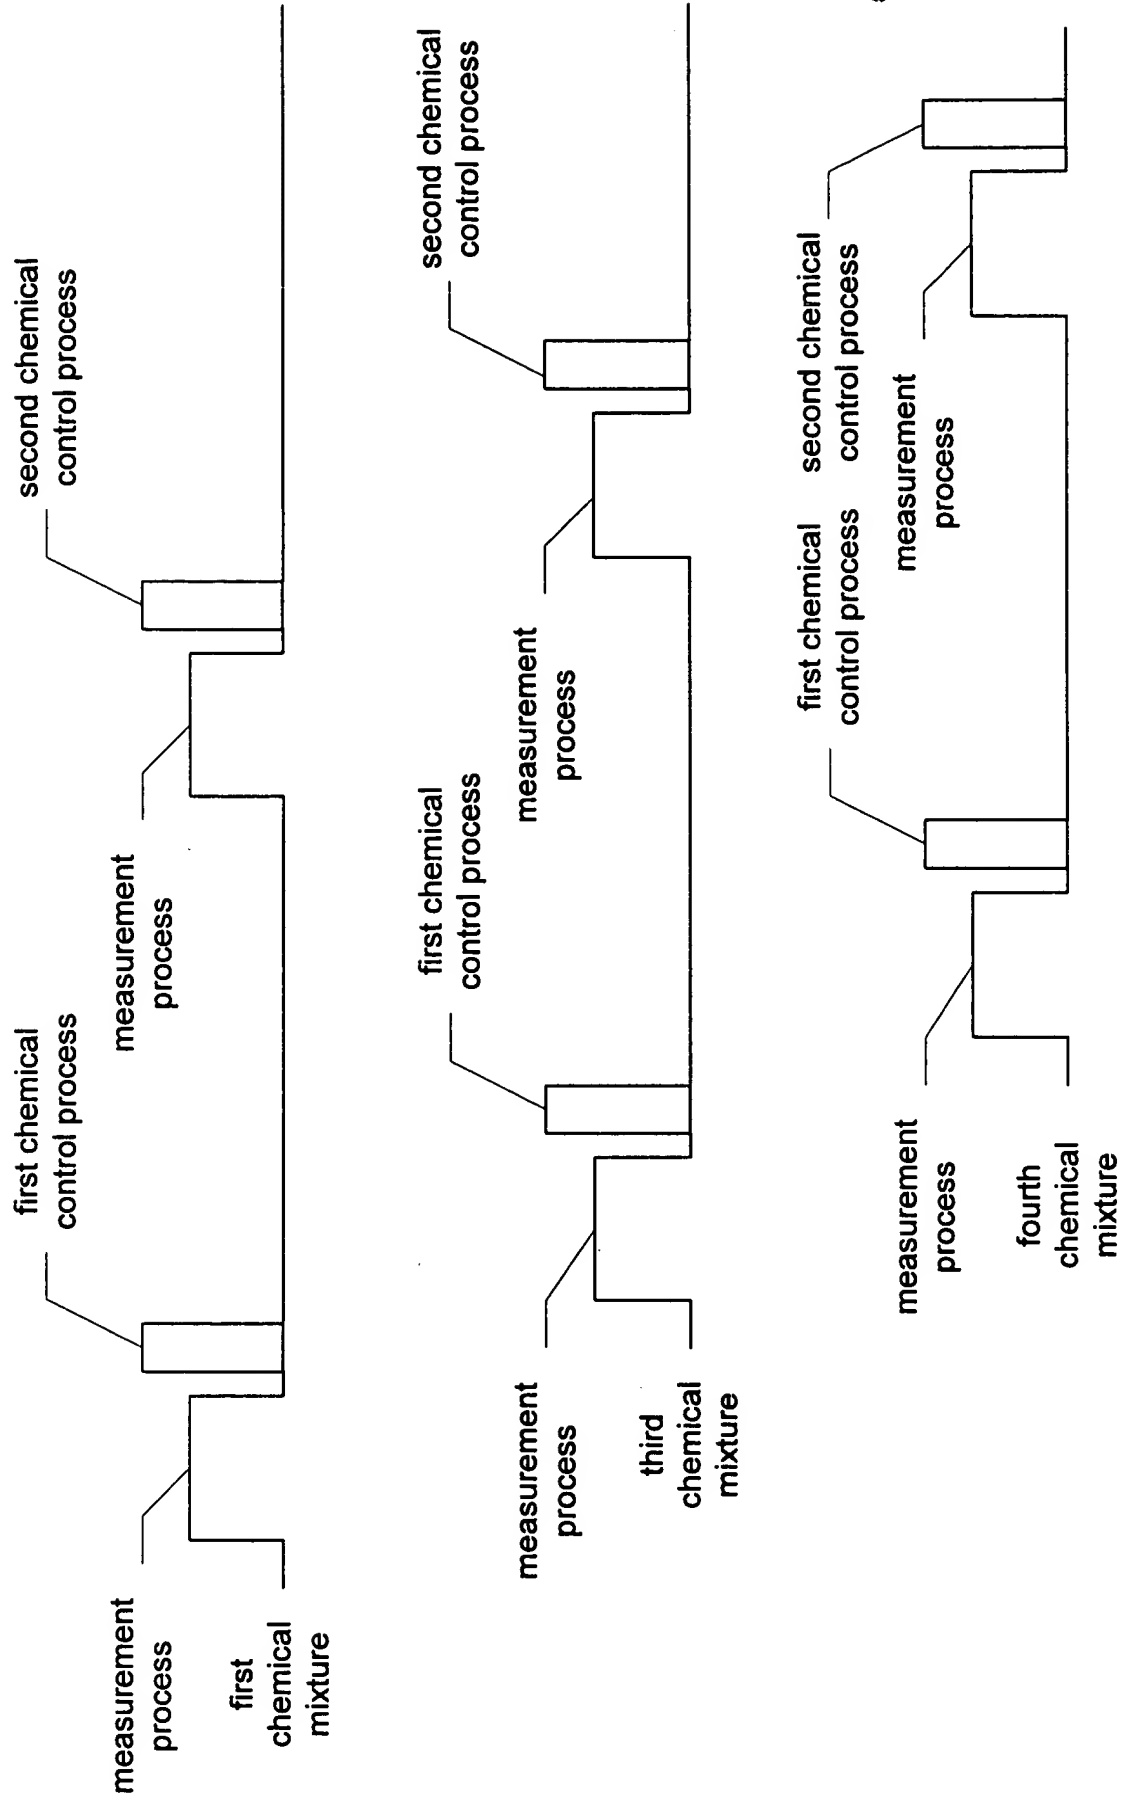 first chemical
control process
second chemical
control process
measurement
process
measurement
process
first
chemical
mixture
first chemical
control process
second chemical
control process
measurement
process
measurement
process
third
chemical
mixture
first chemical
control process
second chemical
control process
measurement
process
measurement
process
fourth
chemical
mixture